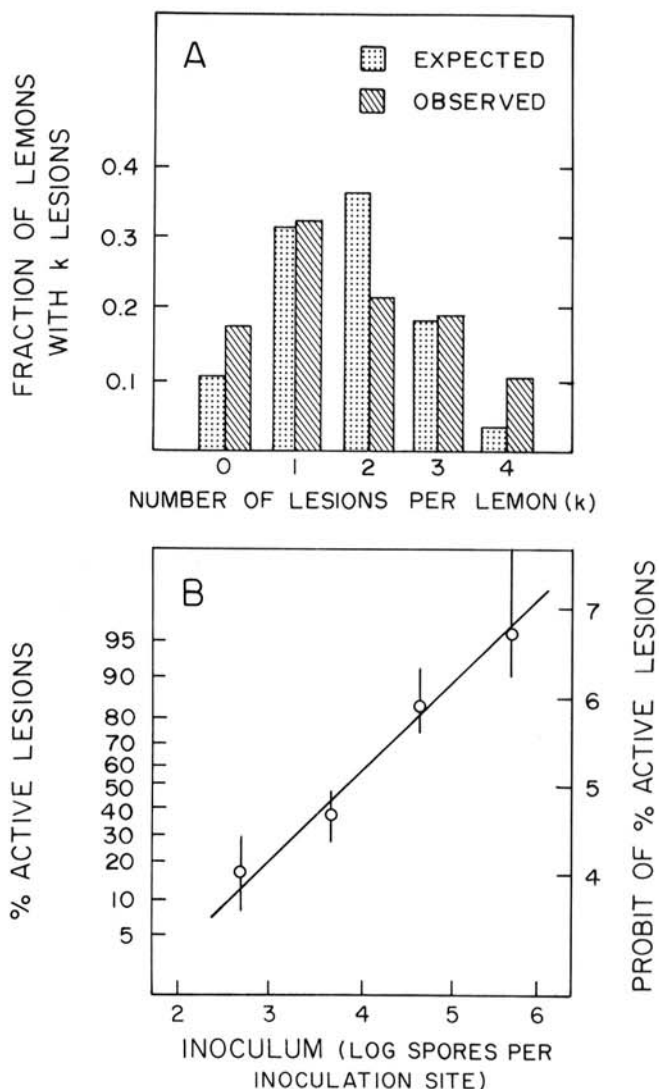 A
EXPECTED
OBSERVED
FRACTION OF LEMONS
WITH k LESIONS
0.4
0.3
0.2
0.1
0 1 2 3 4
NUMBER OF LESIONS PER LEMON (k)
B
% ACTIVE LESIONS
95
90
80
70
60
50
40
30
20
10
5
7
6
5
4
PROBIT OF % ACTIVE LESIONS
2 3 4 5 6
INOCULUM (LOG SPORES PER
INOCULATION SITE)